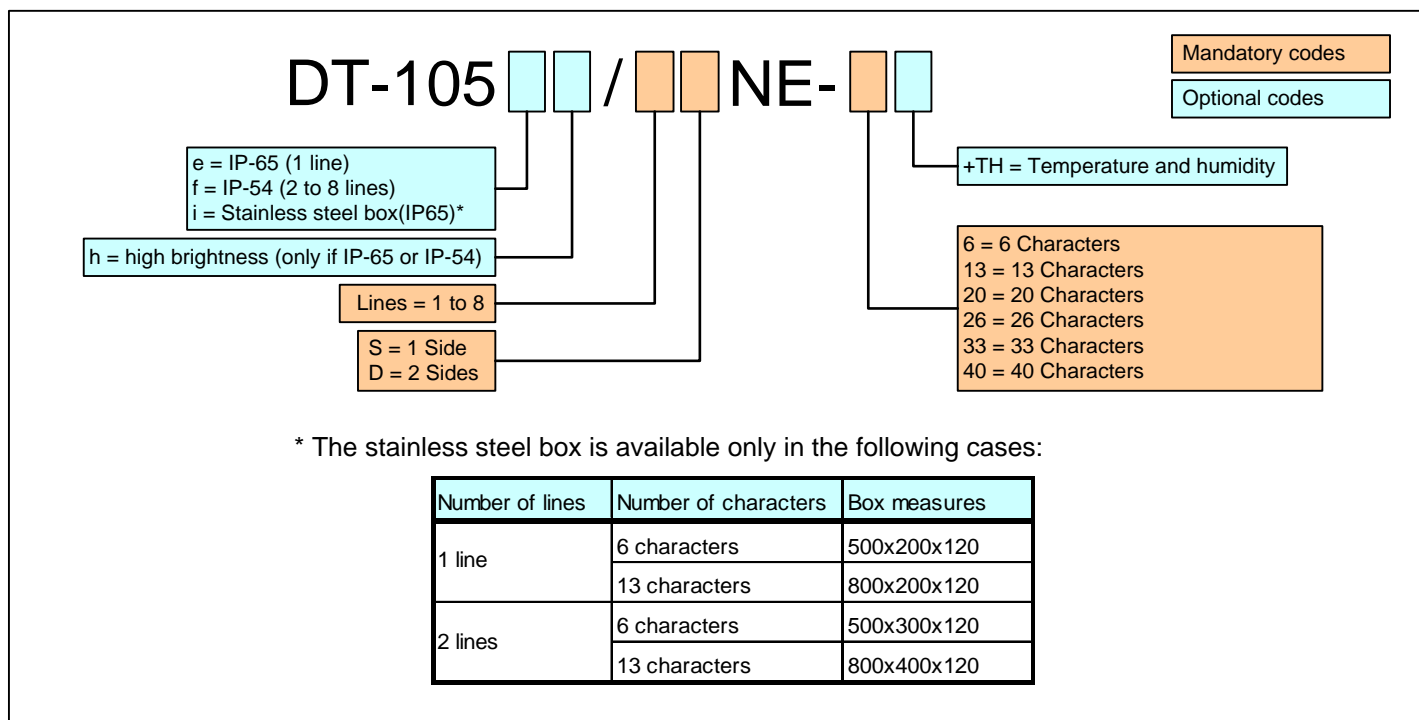 DT-105 / NE-
Mandatory codes
Optional codes
e = IP-65 (1 line)
f = IP-54 (2 to 8 lines)
i = Stainless steel box(IP65)*
+TH = Temperature and humidity
h = high brightness (only if IP-65 or IP-54)
Lines = 1 to 8
S = 1 Side
D = 2 Sides
6 = 6 Characters
13 = 13 Characters
20 = 20 Characters
26 = 26 Characters
33 = 33 Characters
40 = 40 Characters
* The stainless steel box is available only in the following cases:
Number of lines Number of characters Box measures
1 line 6 characters 500x200x120
13 characters 800x200x120
2 lines 6 characters 500x300x120
13 characters 800x400x120